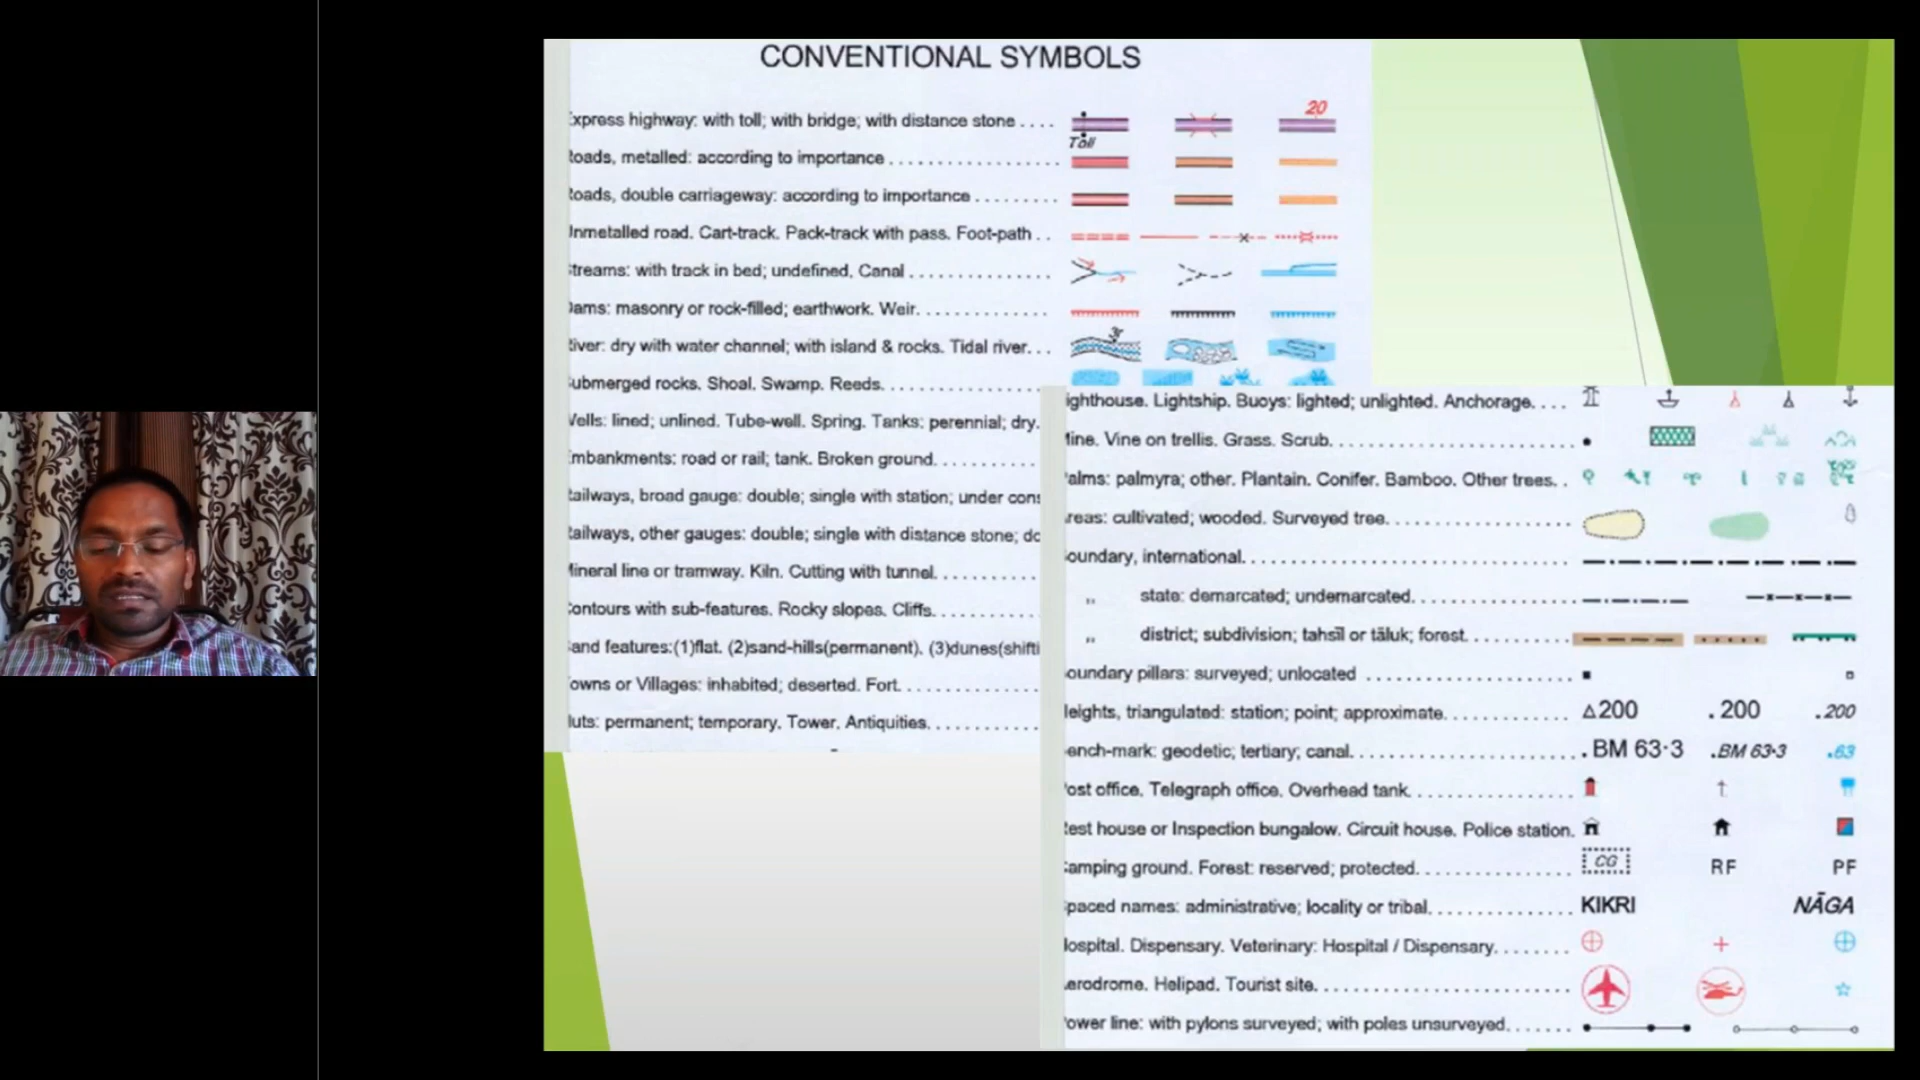 CONVENTIONAL SYMBOLS
xpress highway: with toll; with bridge; with distance stone
20
Toll
oads, metalled: according to importance
oads, double carriageway: according to importance
nmetalled road. Cart-track. Pack-track with pass. Foot-path
treams: with track in bed; undefined. Canal
ams: masonry or rock-filled; earthwork. Weir.
iver: dry with water channel; with island & rocks. Tidal river.
ubmerged rocks. Shoal. Swamp. Reeds.
ells: lined; unlined. Tube-well. Spring. Tanks: perennial; dry.
mbankments: road or rail; tank. Broken ground.
ailways, broad gauge: double; single with station; under cons
ailways, other gauges: double; single with distance stone; do
ineral line or tramway. Kiln. Cutting with tunnel.
ontours with sub-features. Rocky slopes. Cliffs.
and features:(1)flat. (2)sand-hills(permanent). (3)dunes(shifti
owns or Villages: inhabited; deserted. Fort.
uts: permanent; temporary. Tower. Antiquities.
ighthouse. Lightship. Buoys: lighted; unlighted. Anchorage.
ine. Vine on trellis. Grass. Scrub.
alms: palmyra; other. Plantain. Conifer. Bamboo. Other trees.
reas: cultivated; wooded. Surveyed tree.
oundary, international.
,, state: demarcated; undemarcated.
,, district; subdivision; tahsīl or tāluk; forest.
oundary pillars: surveyed; unlocated
eights, triangulated: station; point; approximate. △200 .200 .200
ench-mark: geodetic; tertiary; canal. .BM 63·3 .BM 63·3 .63
ost office. Telegraph office. Overhead tank.
est house or Inspection bungalow. Circuit house. Police station.
amping ground. Forest: reserved; protected. CG RF PF
paced names: administrative; locality or tribal. KIKRI NĀGA
ospital. Dispensary. Veterinary: Hospital / Dispensary.
erodrome. Helipad. Tourist site.
ower line: with pylons surveyed; with poles unsurveyed.